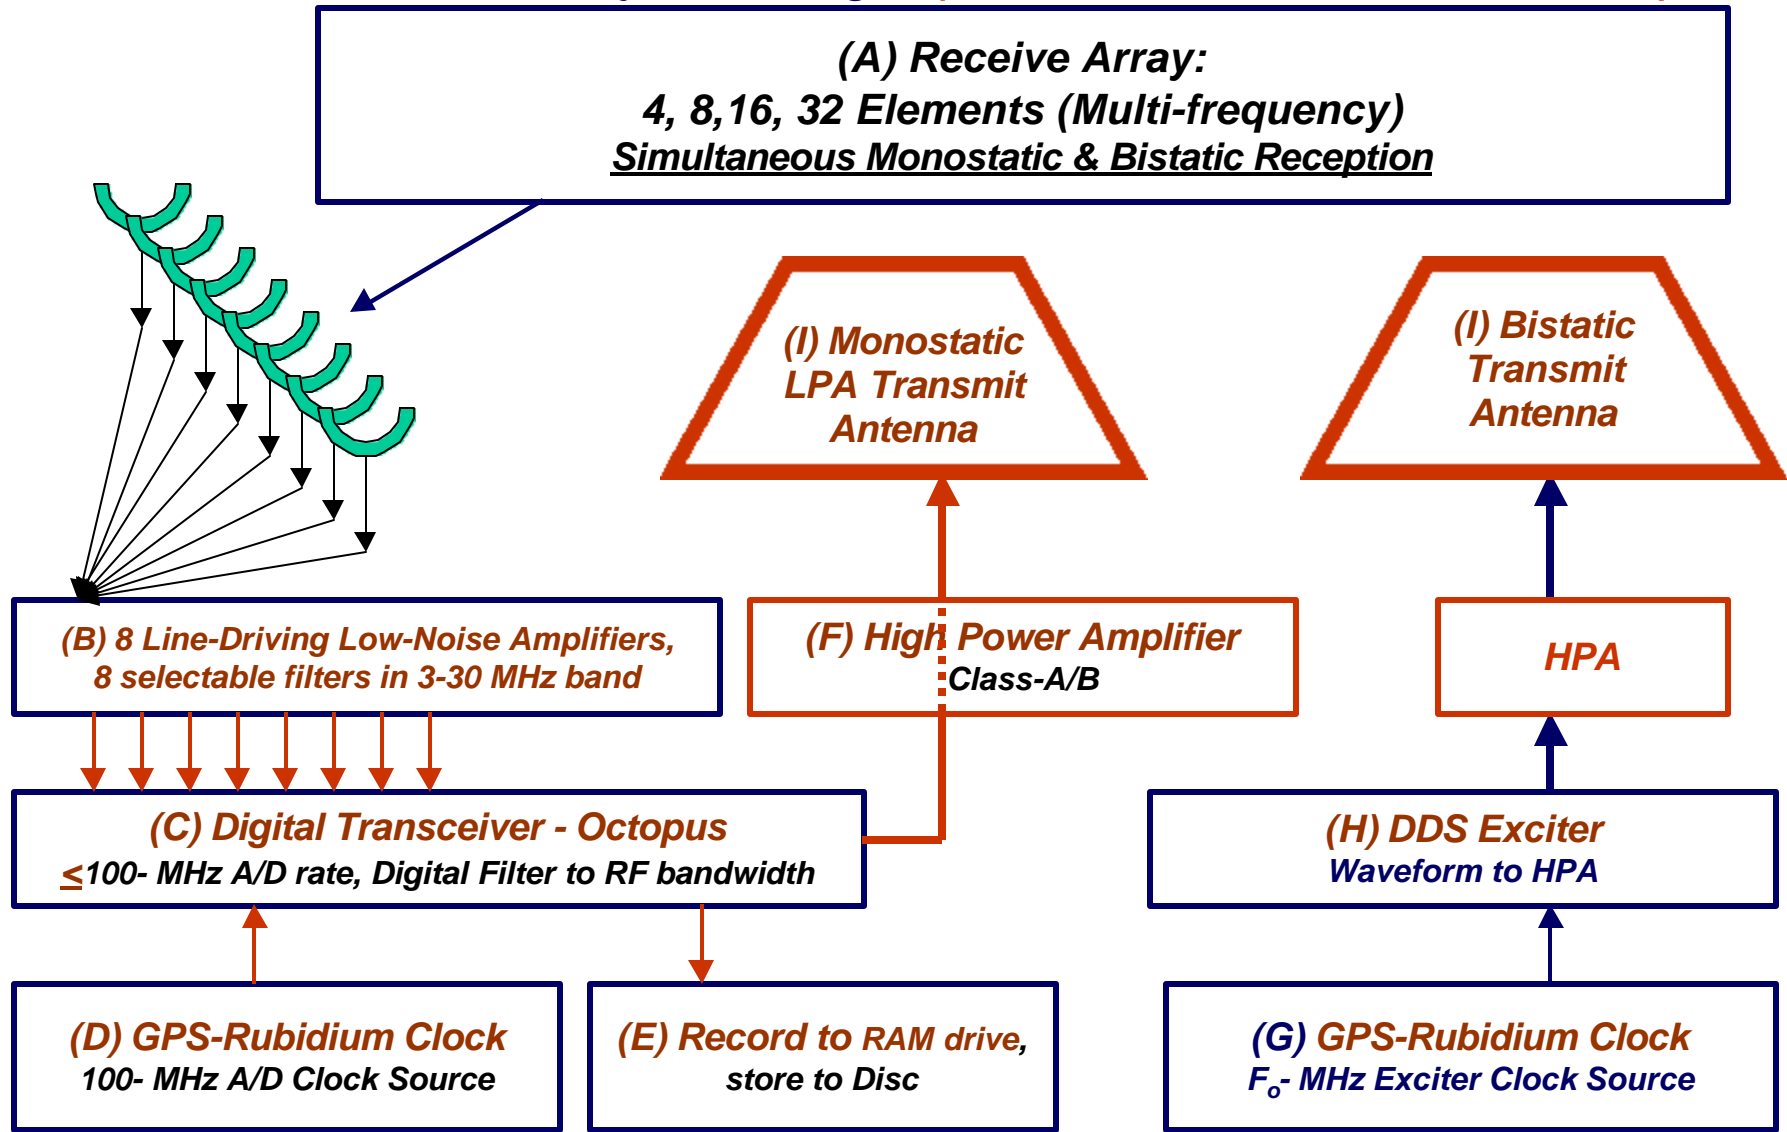 (A) Receive Array:
4, 8,16, 32 Elements (Multi-frequency)
Simultaneous Monostatic & Bistatic Reception
(I) Monostatic
LPA Transmit
Antenna
(I) Bistatic
Transmit
Antenna
(B) 8 Line-Driving Low-Noise Amplifiers,
8 selectable filters in 3-30 MHz band
(F) High Power Amplifier
Class-A/B
HPA
(C) Digital Transceiver - Octopus
≤100- MHz A/D rate, Digital Filter to RF bandwidth
(H) DDS Exciter
Waveform to HPA
(D) GPS-Rubidium Clock
100- MHz A/D Clock Source
(E) Record to RAM drive,
store to Disc
(G) GPS-Rubidium Clock
Fo- MHz Exciter Clock Source